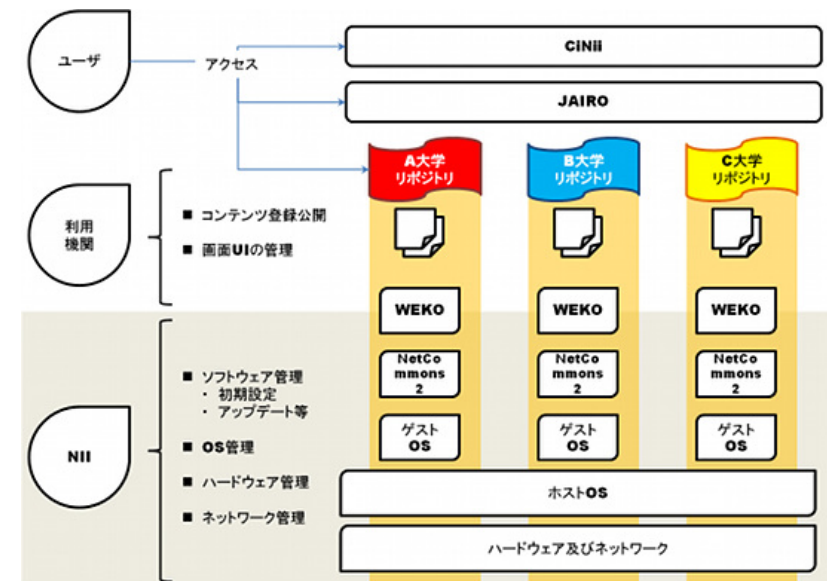 ユーザ
アクセス
CiNii
JAIRO
A大学
リポジトリ
B大学
リポジトリ
C大学
リポジトリ
利用
機関
■ コンテンツ登録公開
■ 画面UIの管理
WEKO
WEKO
WEKO
NetCo
mmons
2
NetCo
mmons
2
NetCo
mmons
2
NII
■ ソフトウェア管理
・ 初期設定
・ アップデート等
■ OS管理
■ ハードウェア管理
■ ネットワーク管理
ゲスト
OS
ゲスト
OS
ゲスト
OS
ホストOS
ハードウェア及びネットワーク